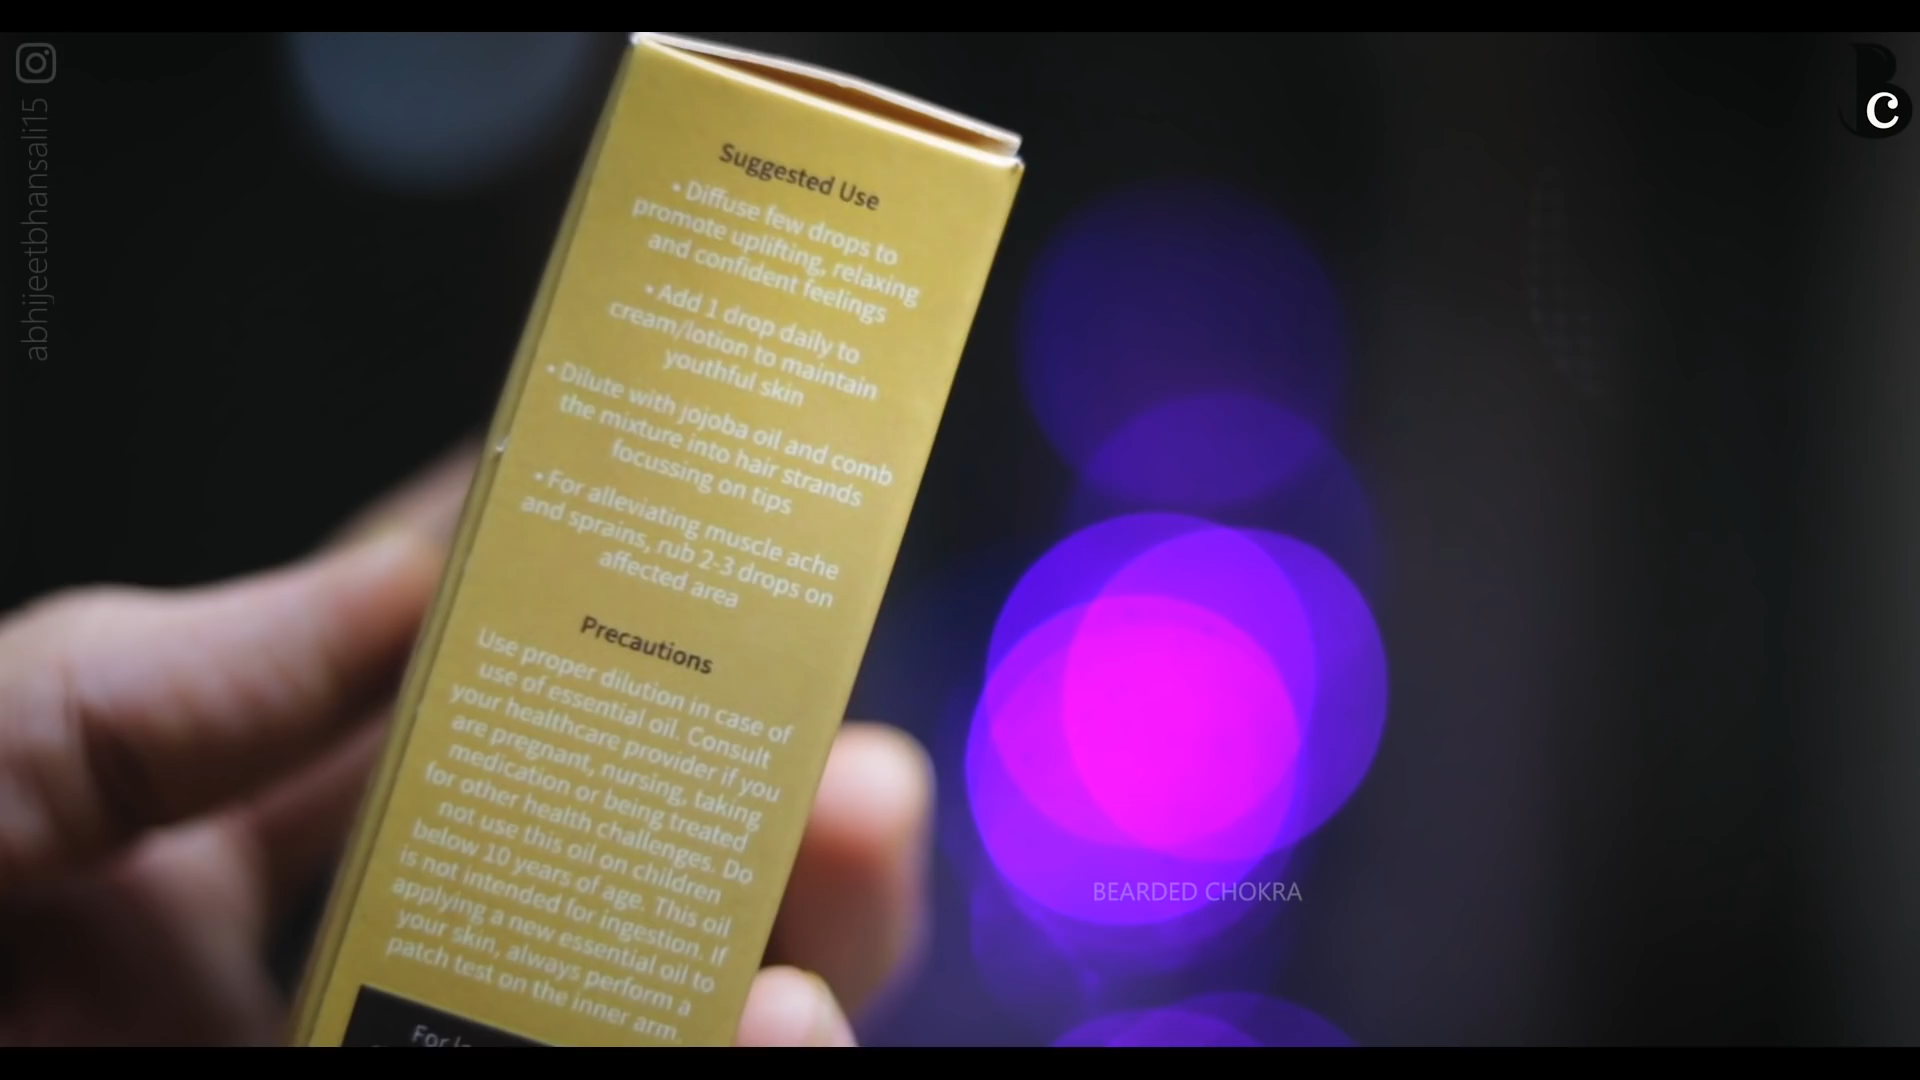 abhijeetbhansali15
B
c
Suggested Use
• Diffuse few drops to
promote uplifting, relaxing
and confident feelings
• Add 1 drop daily to
cream/lotion to maintain
youthful skin
• Dilute with jojoba oil and comb
the mixture into hair strands
focussing on tips
• For alleviating muscle ache
and sprains, rub 2-3 drops on
affected area
Precautions
Use proper dilution in case of
use of essential oil. Consult
your healthcare provider if you
are pregnant, nursing, taking
medication or being treated
for other health challenges. Do
not use this oil on children
below 10 years of age. This oil
is not intended for ingestion. If
applying a new essential oil to
your skin, always perform a
patch test on the inner arm.
For
BEARDED CHOKRA